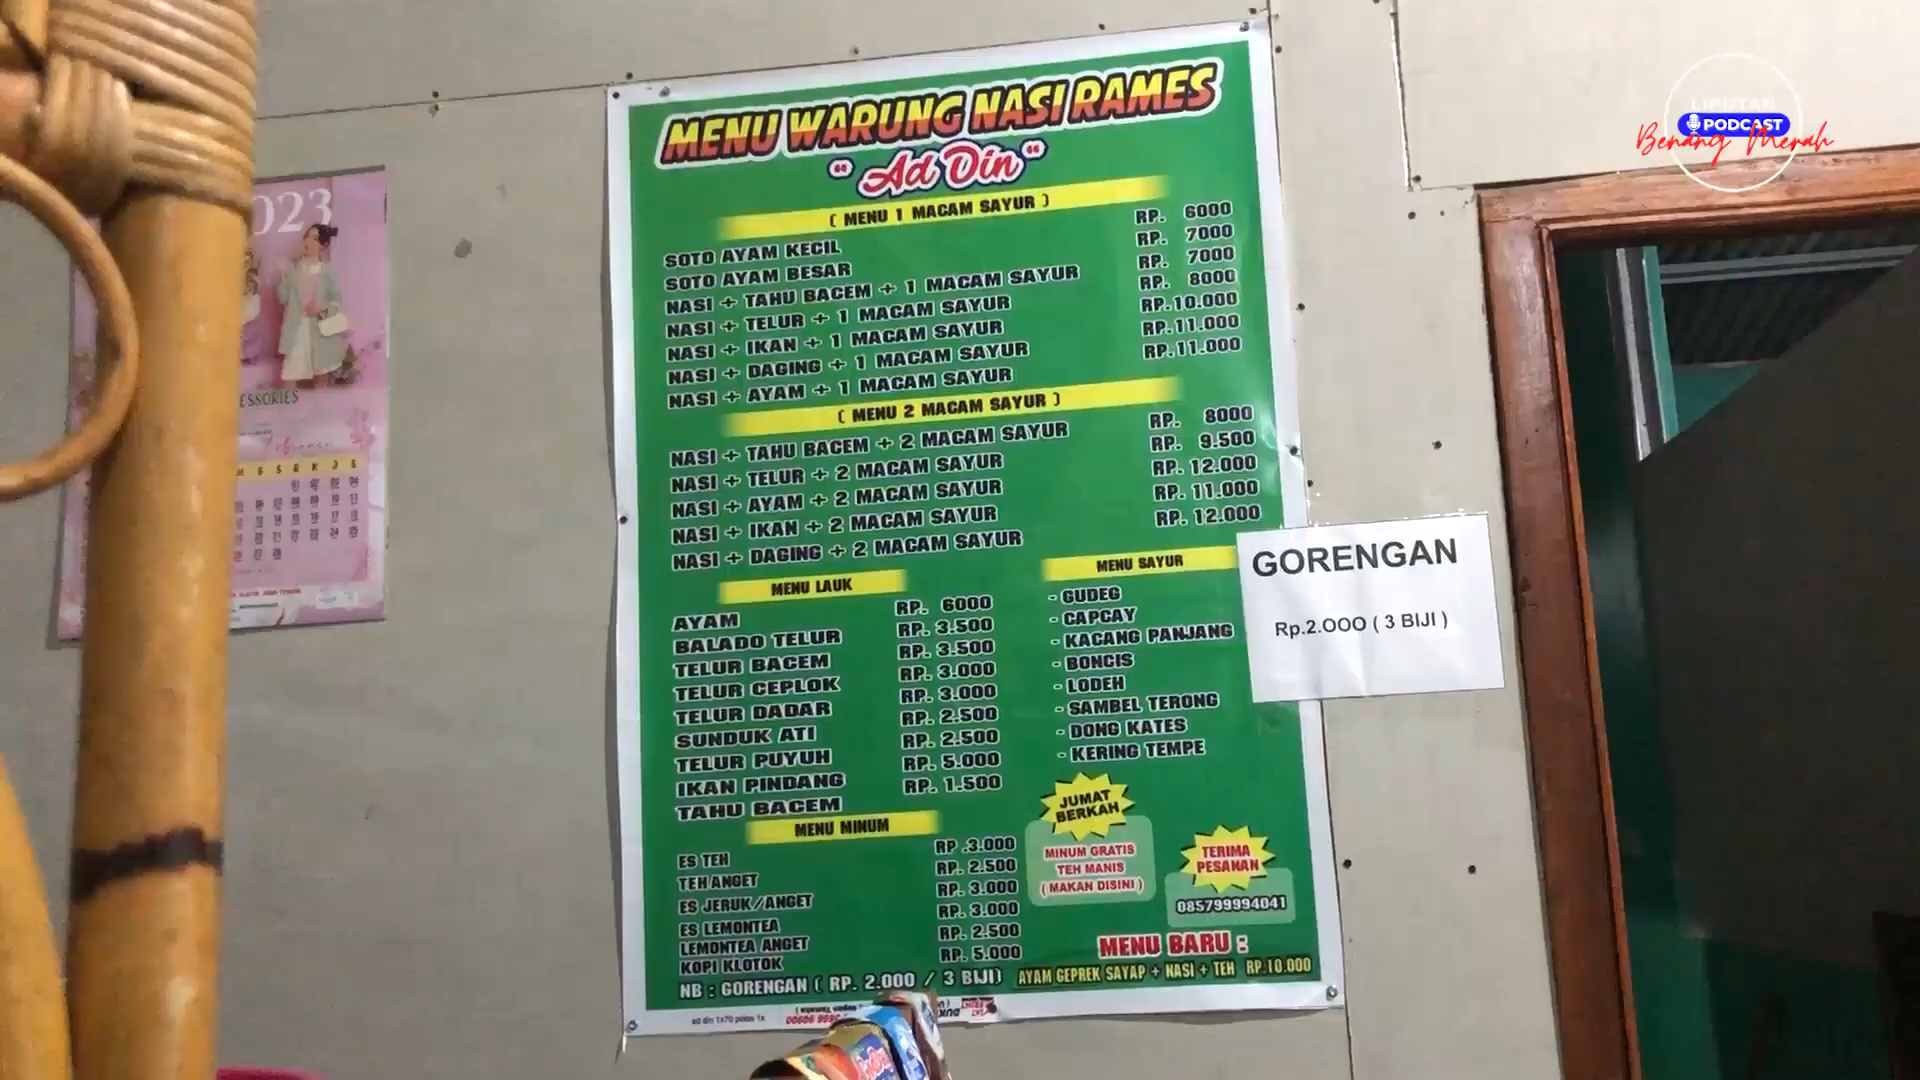 MENU WARUNG NASI RAMES
"Ad Din"
( MENU 1 MACAM SAYUR )
SOTO AYAM KECIL RP. 6000
SOTO AYAM BESAR RP. 7000
NASI + TAHU BACEM + 1 MACAM SAYUR RP. 7000
NASI + TELUR + 1 MACAM SAYUR RP. 8000
NASI + IKAN + 1 MACAM SAYUR RP.10.000
NASI + DAGING + 1 MACAM SAYUR RP.11.000
NASI + AYAM + 1 MACAM SAYUR RP.11.000
( MENU 2 MACAM SAYUR )
NASI + TAHU BACEM + 2 MACAM SAYUR RP. 8000
NASI + TELUR + 2 MACAM SAYUR RP. 9.500
NASI + AYAM + 2 MACAM SAYUR RP. 12.000
NASI + IKAN + 2 MACAM SAYUR RP. 11.000
NASI + DAGING + 2 MACAM SAYUR RP. 12.000
MENU LAUK
AYAM RP. 6000
BALADO TELUR RP. 3.500
TELUR BACEM RP. 3.500
TELUR CEPLOK RP. 3.000
TELUR DADAR RP. 3.000
SUNDUK ATI RP. 2.500
TELUR PUYUH RP. 2.500
IKAN PINDANG RP. 5.000
TAHU BACEM RP. 1.500
MENU SAYUR
- GUDEG
- CAPCAY
- KACANG PANJANG
- BONCIS
- LODEH
- SAMBEL TERONG
- DONG KATES
- KERING TEMPE
MENU MINUM
ES TEH RP .3.000
TEH ANGET RP. 2.500
ES JERUK/ANGET RP. 3.000
ES LEMONTEA RP. 3.000
LEMONTEA ANGET RP. 2.500
KOPI KLOTOK RP. 5.000
NB : GORENGAN ( RP. 2.000 / 3 BIJI)
JUMAT
BERKAH
MINUM GRATIS
TEH MANIS
( MAKAN DISINI )
TERIMA
PESANAN
085799994041
MENU BARU :
AYAM GEPREK SAYAP + NASI + TEH RP.10.000
ad din 1x70 polos 1x
GORENGAN
Rp.2.000 ( 3 BIJI )
LIPUTAN
PODCAST
Benang Merah
023
ESSORIES